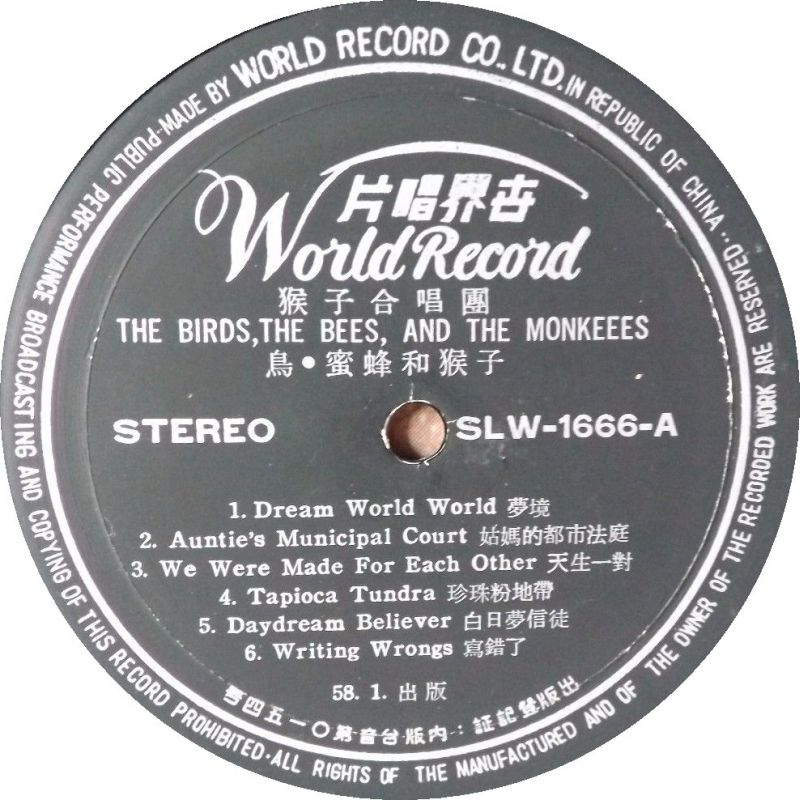 MADE BY WORLD RECORD CO., LTD. IN REPUBLIC OF CHINA
世界唱片
World Record
猴子合唱團
THE BIRDS, THE BEES, AND THE MONKEEES
鳥•蜜蜂和猴子
STEREO
SLW-1666-A
1. Dream World World 夢境
2. Auntie's Municipal Court 姑媽的都市法庭
3. We Were Made For Each Other 天生一對
4. Tapioca Tundra 珍珠粉地帶
5. Daydream Believer 白日夢信徒
6. Writing Wrongs 寫錯了
58. 1. 出版
出版登記証：內版台音第〇一五四号
PUBLIC PERFORMANCE BROADCASTING AND COPYING OF THIS RECORD PROHIBITED·ALL RIGHTS OF THE MANUFACTURED AND OF THE OWNER OF THE RECORDED WORK ARE RESERVED··